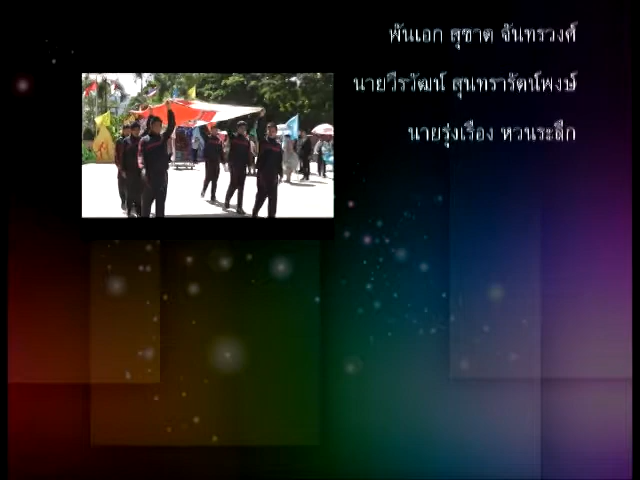 พันเอก สุชาต จันทรวงศ์
นายวีรวัฒน์ สุนทรารัตน์พงษ์
นายรุ่งเรือง หวนระลึก